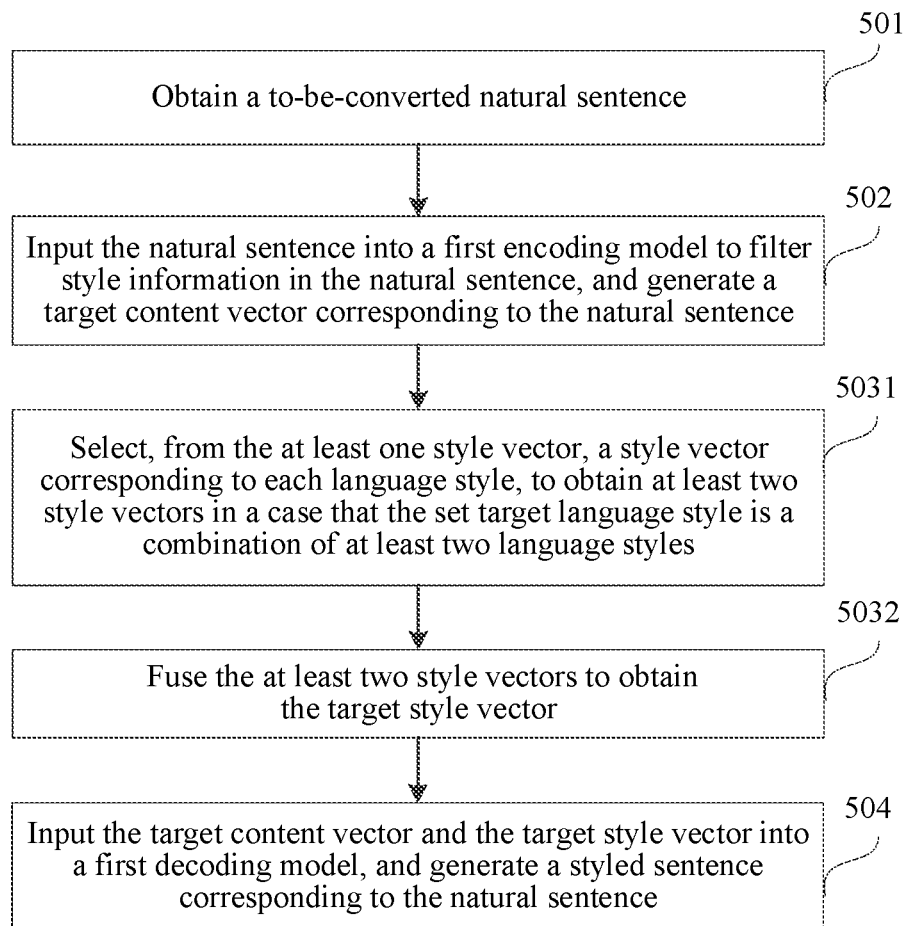 501
Obtain a to-be-converted natural sentence
502
Input the natural sentence into a first encoding model to filter
style information in the natural sentence, and generate a
target content vector corresponding to the natural sentence
5031
Select, from the at least one style vector, a style vector
corresponding to each language style, to obtain at least two
style vectors in a case that the set target language style is a
combination of at least two language styles
5032
Fuse the at least two style vectors to obtain
the target style vector
504
Input the target content vector and the target style vector into
a first decoding model, and generate a styled sentence
corresponding to the natural sentence